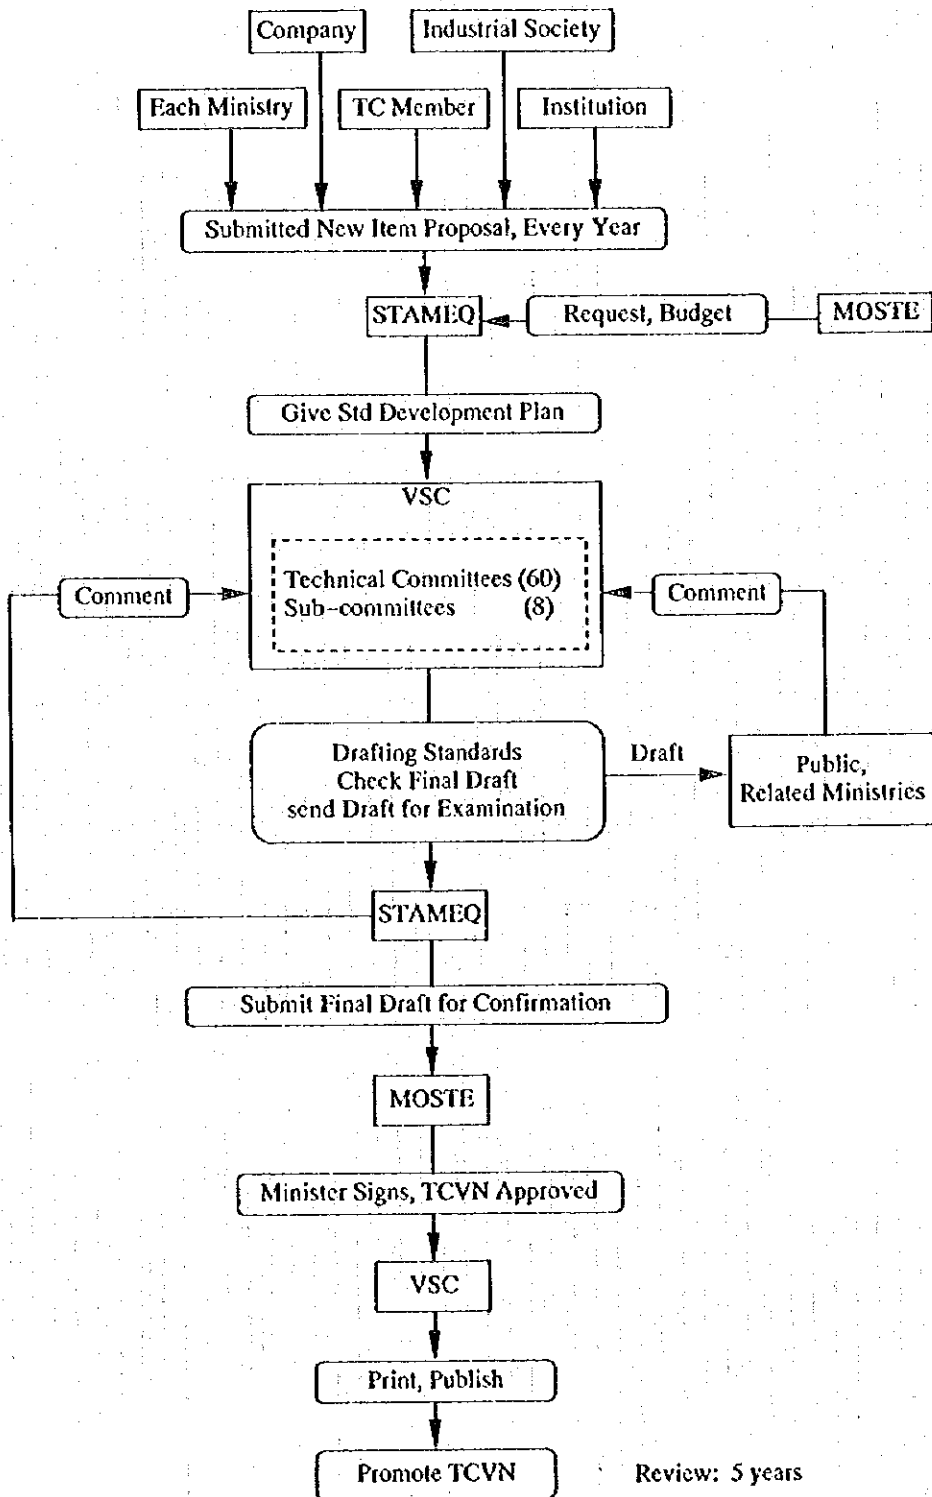 Company
Industrial Society
Each Ministry
TC Member
Institution
Submitted New Item Proposal, Every Year
STAMEQ
Request, Budget
MOSTE
Give Std Development Plan
VSC
Technical Committees (60)
Sub-committees (8)
Comment
Comment
Drafting Standards
Check Final Draft
send Draft for Examination
Draft
Public,
Related Ministries
STAMEQ
Submit Final Draft for Confirmation
MOSTE
Minister Signs, TCVN Approved
VSC
Print, Publish
Promote TCVN
Review: 5 years